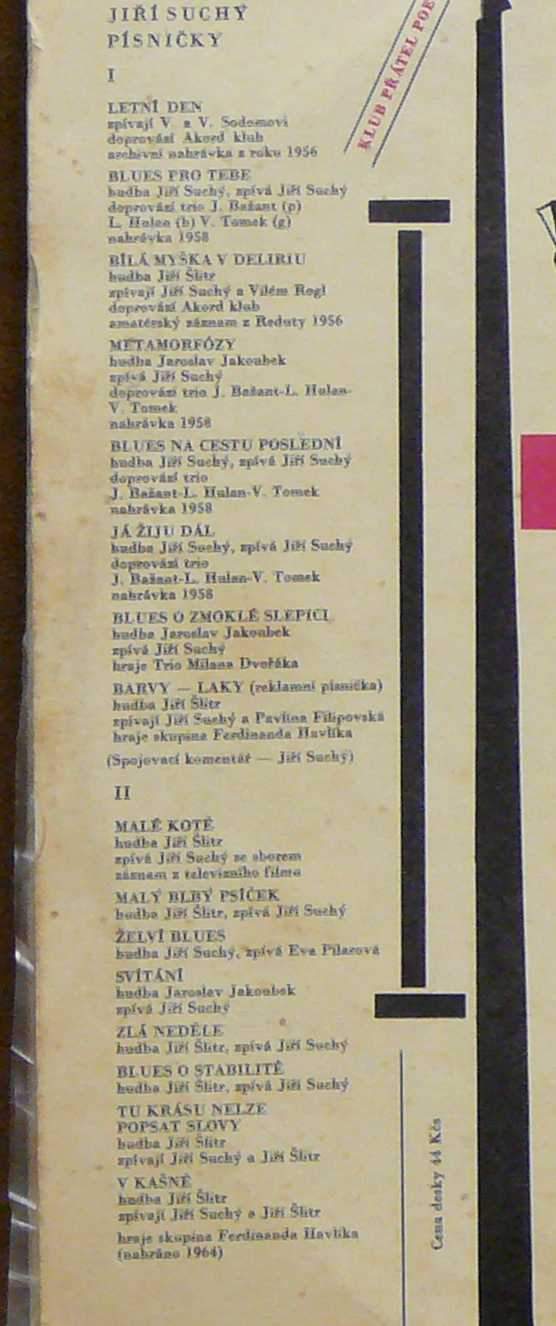 JIŘÍ SUCHÝ
PÍSNIČKY
I
LETNÍ DEN
zpívají V. a V. Sodomovi
doprovází Akord klub
archivní nahrávka z roku 1956
BLUES PRO TEBE
hudba Jiří Suchý, zpívá Jiří Suchý
doprovází trio J. Bažant (p)
L. Hulan (b) V. Tomek (g)
nahrávka 1958
BÍLÁ MYŠKA V DELIRIU
hudba Jiří Šlitr
zpívají Jiří Suchý a Vilém Rogl
doprovází Akord klub
amatérský záznam z Reduty 1956
METAMORFÓZY
hudba Jaroslav Jakoubek
zpívá Jiří Suchý
doprovází trio J. Bažant-L. Hulan-
V. Tomek
nahrávka 1958
BLUES NA CESTU POSLEDNÍ
hudba Jiří Suchý, zpívá Jiří Suchý
doprovází trio
J. Bažant-L. Hulan-V. Tomek
nahrávka 1958
JÁ ŽIJU DÁL
hudba Jiří Suchý, zpívá Jiří Suchý
doprovází trio
J. Bažant-L. Hulan-V. Tomek
nahrávka 1958
BLUES O ZMOKLÉ SLEPICI
hudba Jaroslav Jakoubek
zpívá Jiří Suchý
hraje Trio Milana Dvořáka
BARVY — LAKY (reklamní písnička)
hudba Jiří Šlitr
zpívají Jiří Suchý a Pavlína Filipovská
hraje skupina Ferdinanda Havlíka
(Spojovací komentář — Jiří Suchý)
II
MALÉ KOTĚ
hudba Jiří Šlitr
zpívá Jiří Suchý se sborem
záznam z televizního filmu
MALÝ BLBÝ PSÍČEK
hudba Jiří Šlitr, zpívá Jiří Suchý
ŽELVÍ BLUES
hudba Jiří Suchý, zpívá Eva Pilarová
SVÍTÁNÍ
hudba Jaroslav Jakoubek
zpívá Jiří Suchý
ZLÁ NEDĚLE
hudba Jiří Šlitr, zpívá Jiří Suchý
BLUES O STABILITĚ
hudba Jiří Šlitr, zpívá Jiří Suchý
TU KRÁSU NELZE
POPSAT SLOVY
hudba Jiří Šlitr
zpívají Jiří Suchý a Jiří Šlitr
V KAŠNĚ
hudba Jiří Šlitr
zpívají Jiří Suchý a Jiří Šlitr
hraje skupina Ferdinanda Havlíka
(nahráno 1964)
KLUB PŘÁTEL POE
Cena desky 44 Kčs